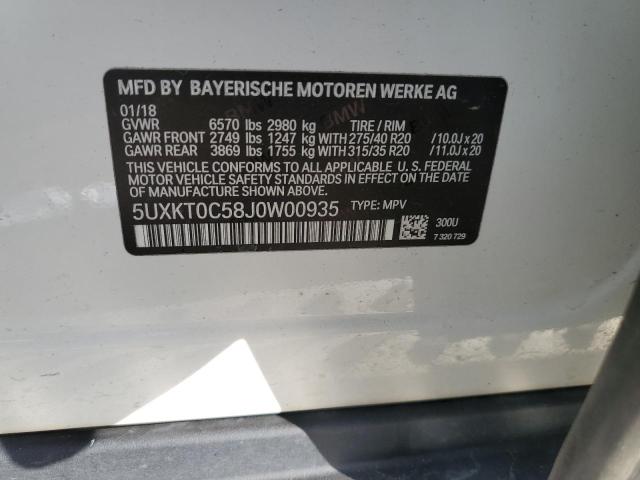 MFD BY BAYERISCHE MOTOREN WERKE AG
01/18
GVWR 6570 lbs 2980 kg TIRE / RIM
GAWR FRONT 2749 lbs 1247 kg WITH 275/40 R20 /10.0J x 20
GAWR REAR 3869 lbs 1755 kg WITH 315/35 R20 /11.0J x 20
THIS VEHICLE CONFORMS TO ALL APPLICABLE U. S. FEDERAL
MOTOR VEHICLE SAFETY STANDARDS IN EFFECT ON THE
DATE OF MANUFACTURE SHOWN ABOVE.
5UXKT0C58J0W00935 TYPE: MPV
300U
7 320 729
BMW